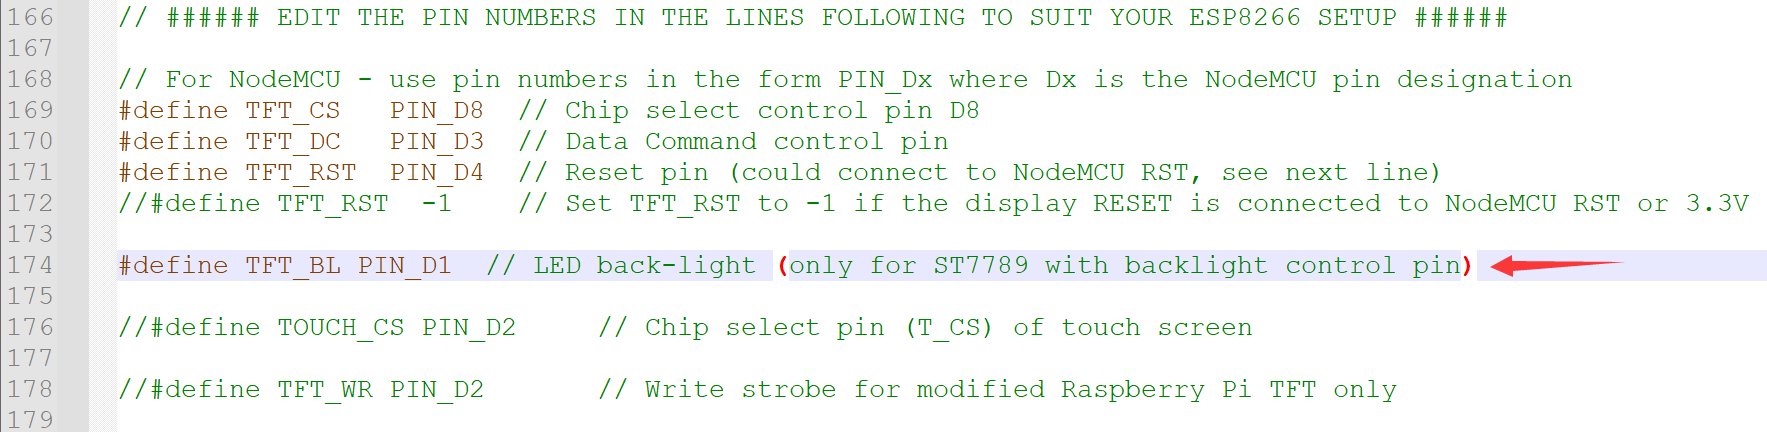 166 // ###### EDIT THE PIN NUMBERS IN THE LINES FOLLOWING TO SUIT YOUR ESP8266 SETUP ######
167
168 // For NodeMCU - use pin numbers in the form PIN_Dx where Dx is the NodeMCU pin designation
169 #define TFT_CS   PIN_D8  // Chip select control pin D8
170 #define TFT_DC   PIN_D3  // Data Command control pin
171 #define TFT_RST  PIN_D4  // Reset pin (could connect to NodeMCU RST, see next line)
172 //#define TFT_RST  -1    // Set TFT_RST to -1 if the display RESET is connected to NodeMCU RST or 3.3V
173
174 #define TFT_BL PIN_D1  // LED back-light (only for ST7789 with backlight control pin)
175
176 //#define TOUCH_CS PIN_D2     // Chip select pin (T_CS) of touch screen
177
178 //#define TFT_WR PIN_D2       // Write strobe for modified Raspberry Pi TFT only
179